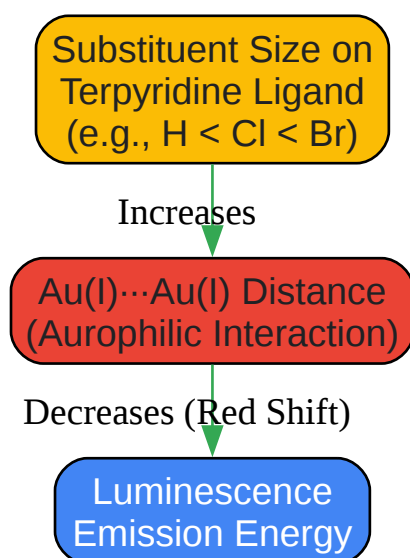 Substituent Size on
Terpyridine Ligand
(e.g., H < Cl < Br)
Increases
Au(I)···Au(I) Distance
(Aurophilic Interaction)
Decreases (Red Shift)
Luminescence
Emission Energy